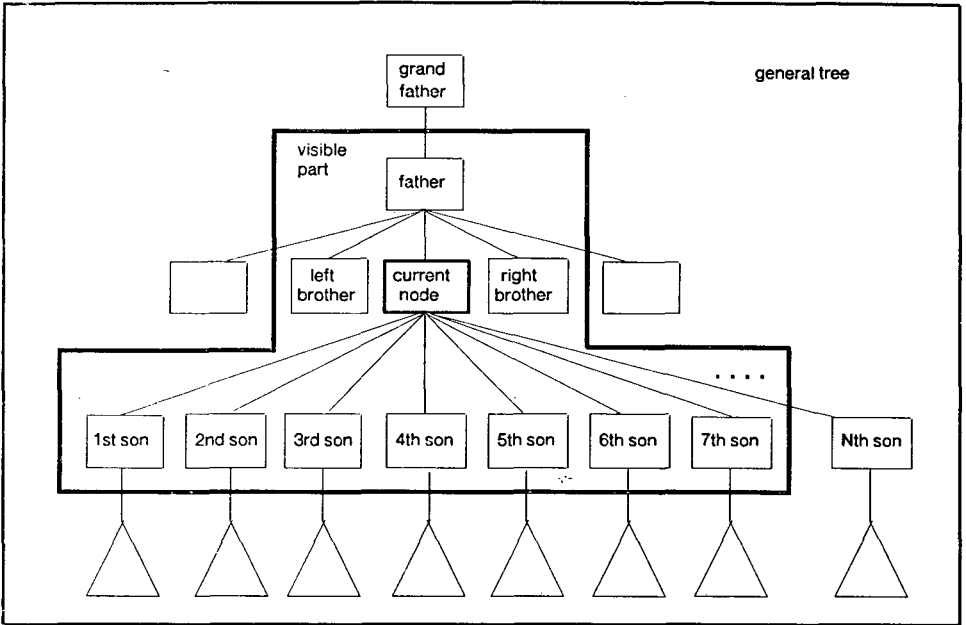 grand
father
general tree
visible
part
father
left
brother
current
node
right
brother
....
1st son
2nd son
3rd son
4th son
5th son
6th son
7th son
Nth son